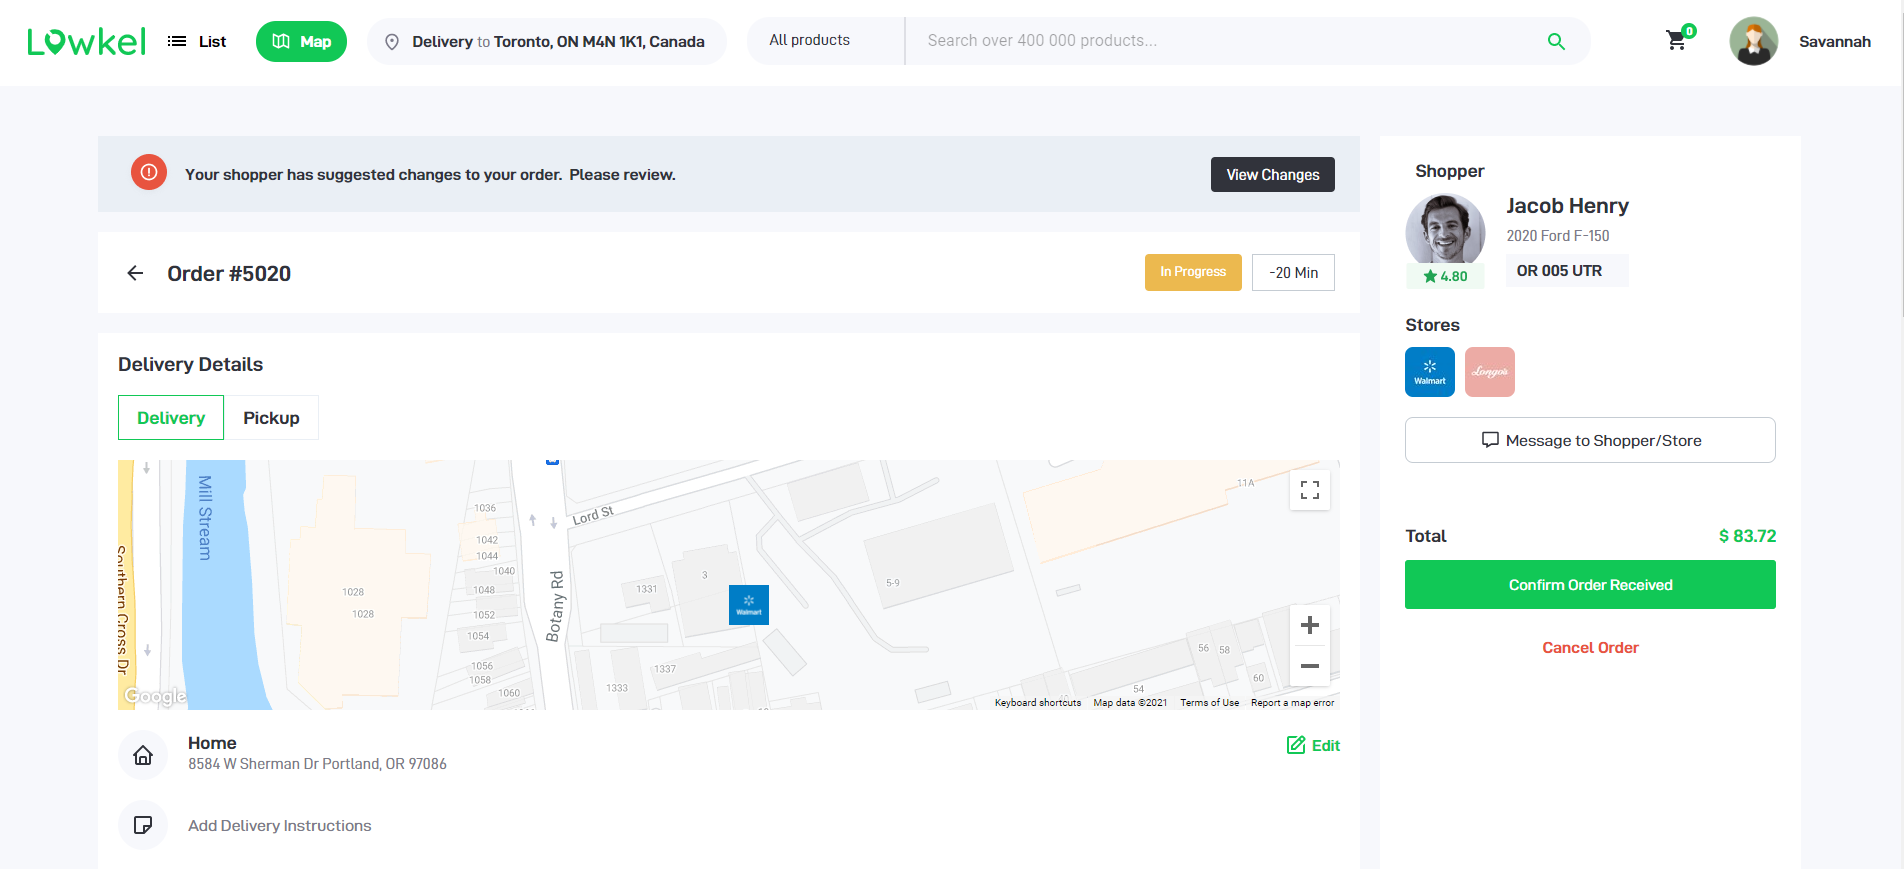 Lowkel
List
Map
Delivery to Toronto, ON M4N 1K1, Canada
All products
Search over 400 000 products...
0
Savannah
Your shopper has suggested changes to your order. Please review.
View Changes
Order #5020
In Progress
-20 Min
Delivery Details
Delivery
Pickup
Mill Stream
Southern Cross Dr
Lord St
Botany Rd
11A
1036
1042
1044
1040
1048
1052
1054
1056
1058
1060
1028
1028
1331
3
Walmart
5-9
1337
1333
56
58
60
54
Google
Keyboard shortcuts
Map data ©2021
Terms of Use
Report a map error
Home
8584 W Sherman Dr Portland, OR 97086
Edit
Add Delivery Instructions
Shopper
Jacob Henry
2020 Ford F-150
4.80
OR 005 UTR
Stores
Walmart
Longo's
Message to Shopper/Store
Total
$ 83.72
Confirm Order Received
Cancel Order